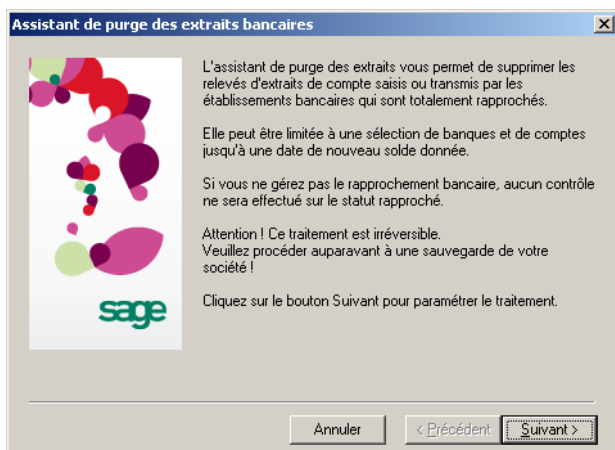 Assistant de purge des extraits bancaires
L'assistant de purge des extraits vous permet de supprimer les
relevés d'extraits de compte saisis ou transmis par les
établissements bancaires qui sont totalement rapprochés.
Elle peut être limitée à une sélection de banques et de comptes
jusqu'à une date de nouveau solde donnée.
Si vous ne gérez pas le rapprochement bancaire, aucun contrôle
ne sera effectué sur le statut rapproché.
Attention ! Ce traitement est irréversible.
Veuillez procéder auparavant à une sauvegarde de votre
société !
Cliquez sur le bouton Suivant pour paramétrer le traitement.
sage
Annuler < Précédent Suivant >